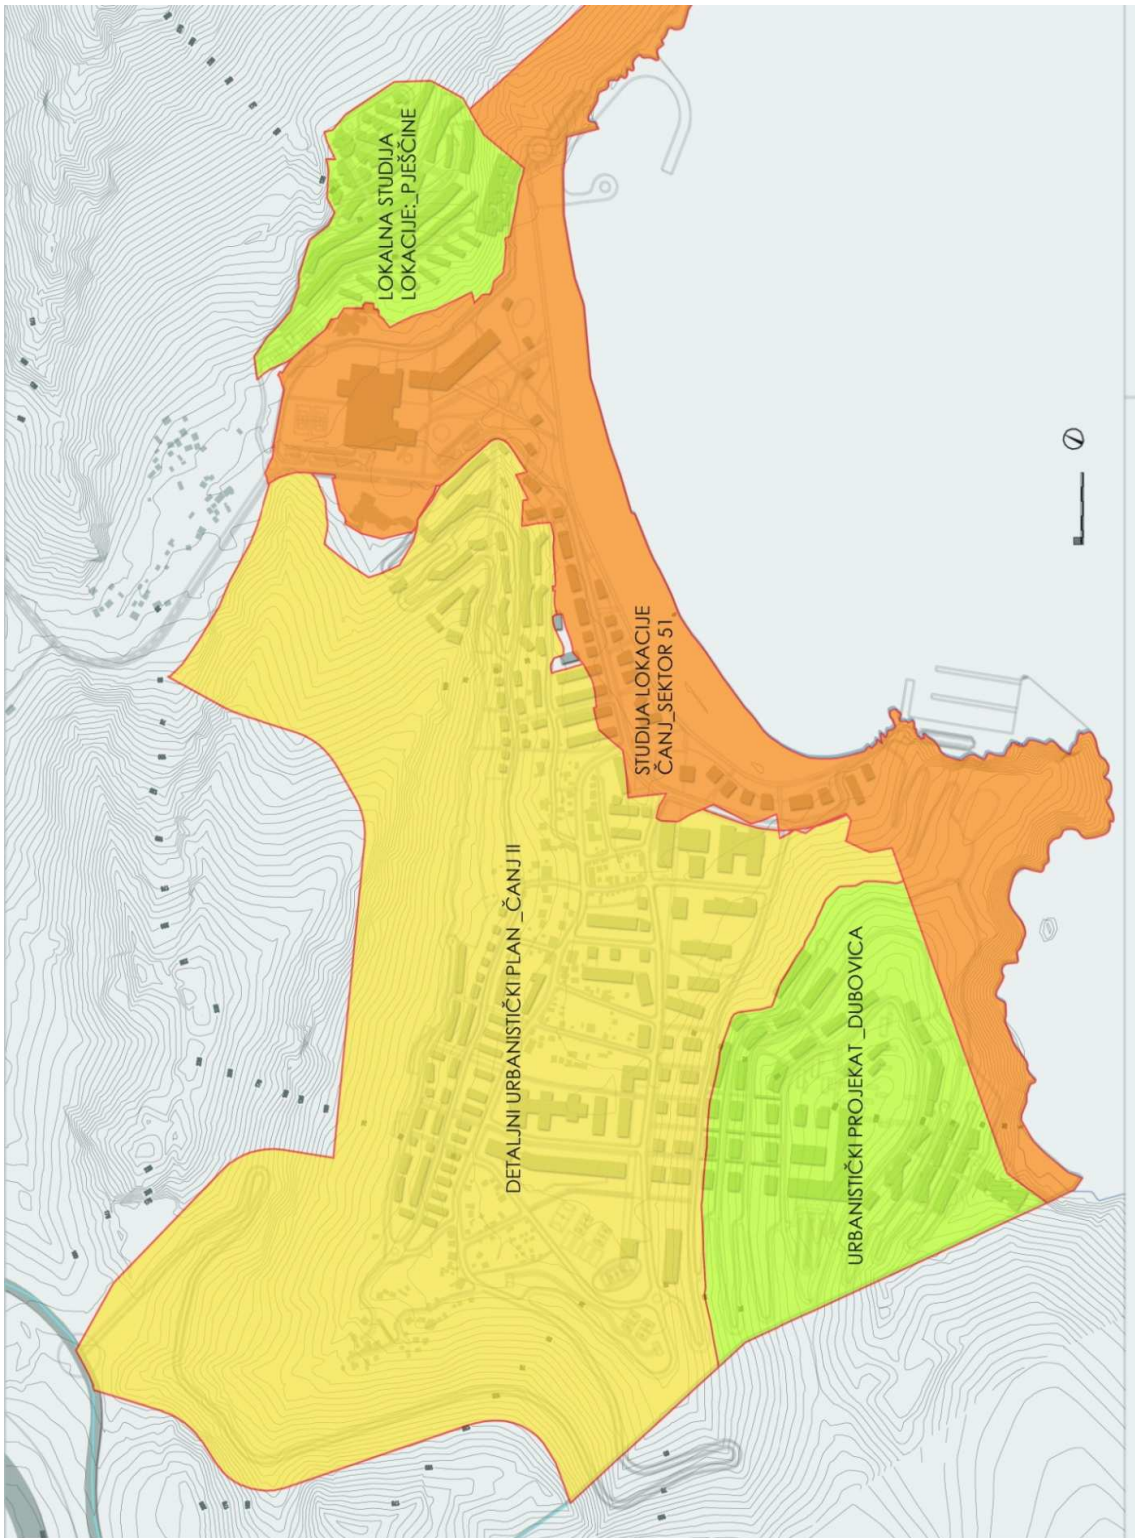 LOKALNA STUDIJA
LOKACIJE:_PJEŠČINE
STUDIJA LOKACIJE
ČANJ_SEKTOR 51
DETALJNI URBANISTIČKI PLAN _ČANJ II
URBANISTIČKI PROJEKAT _DUBOVICA